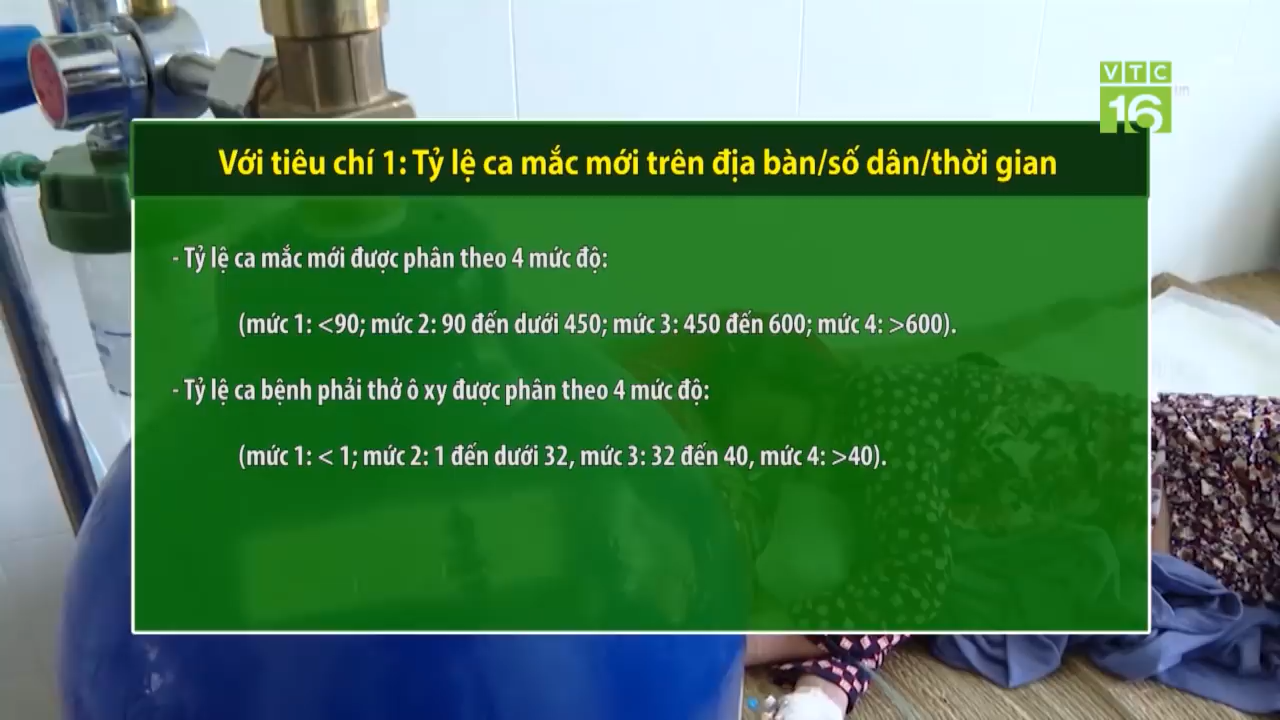 VTC
16
.vn
Với tiêu chí 1: Tỷ lệ ca mắc mới trên địa bàn/số dân/thời gian
- Tỷ lệ ca mắc mới được phân theo 4 mức độ:
(mức 1: <90; mức 2: 90 đến dưới 450; mức 3: 450 đến 600; mức 4: >600).
- Tỷ lệ ca bệnh phải thở ô xy được phân theo 4 mức độ:
(mức 1: < 1; mức 2: 1 đến dưới 32, mức 3: 32 đến 40, mức 4: >40).